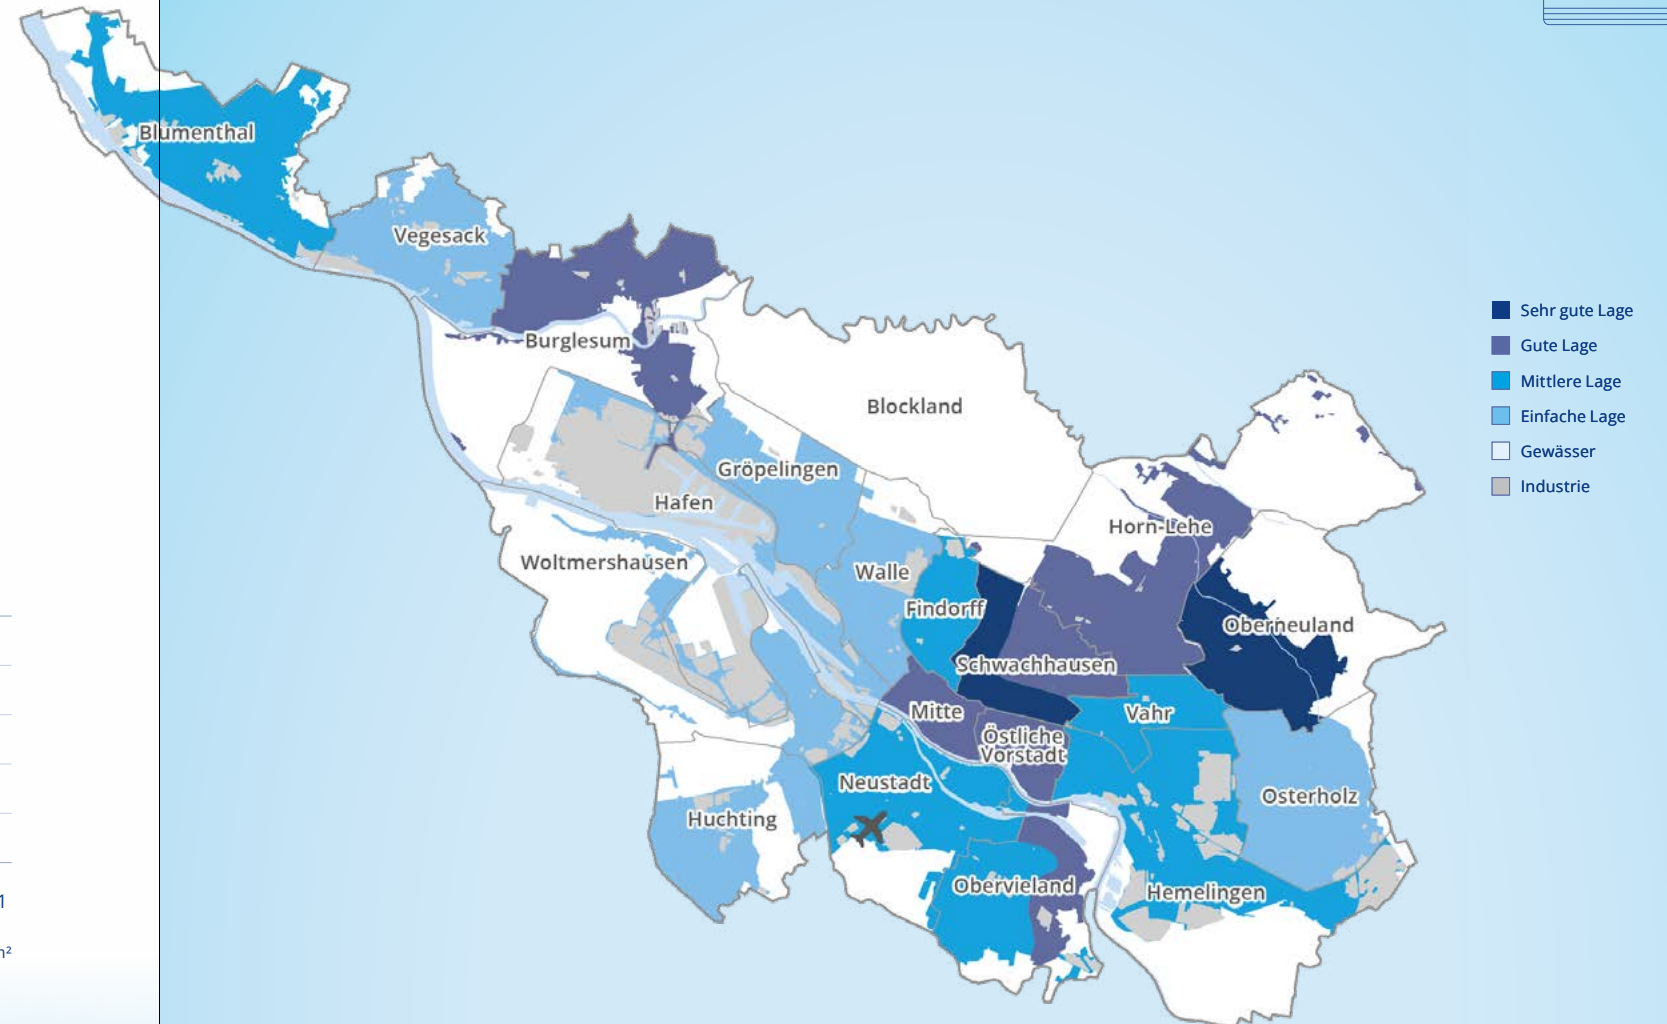 Blumenthal
Vegesack
Burglesum
Blockland
Gröpelingen
Hafen
Horn-Lehe
Woltmershausen
Walle
Findorff
Oberneuland
Schwachhausen
Mitte
Vahr
Östliche
Vorstadt
Neustadt
Osterholz
Huchting
Obervieland
Hemelingen
Sehr gute Lage
Gute Lage
Mittlere Lage
Einfache Lage
Gewässer
Industrie
1